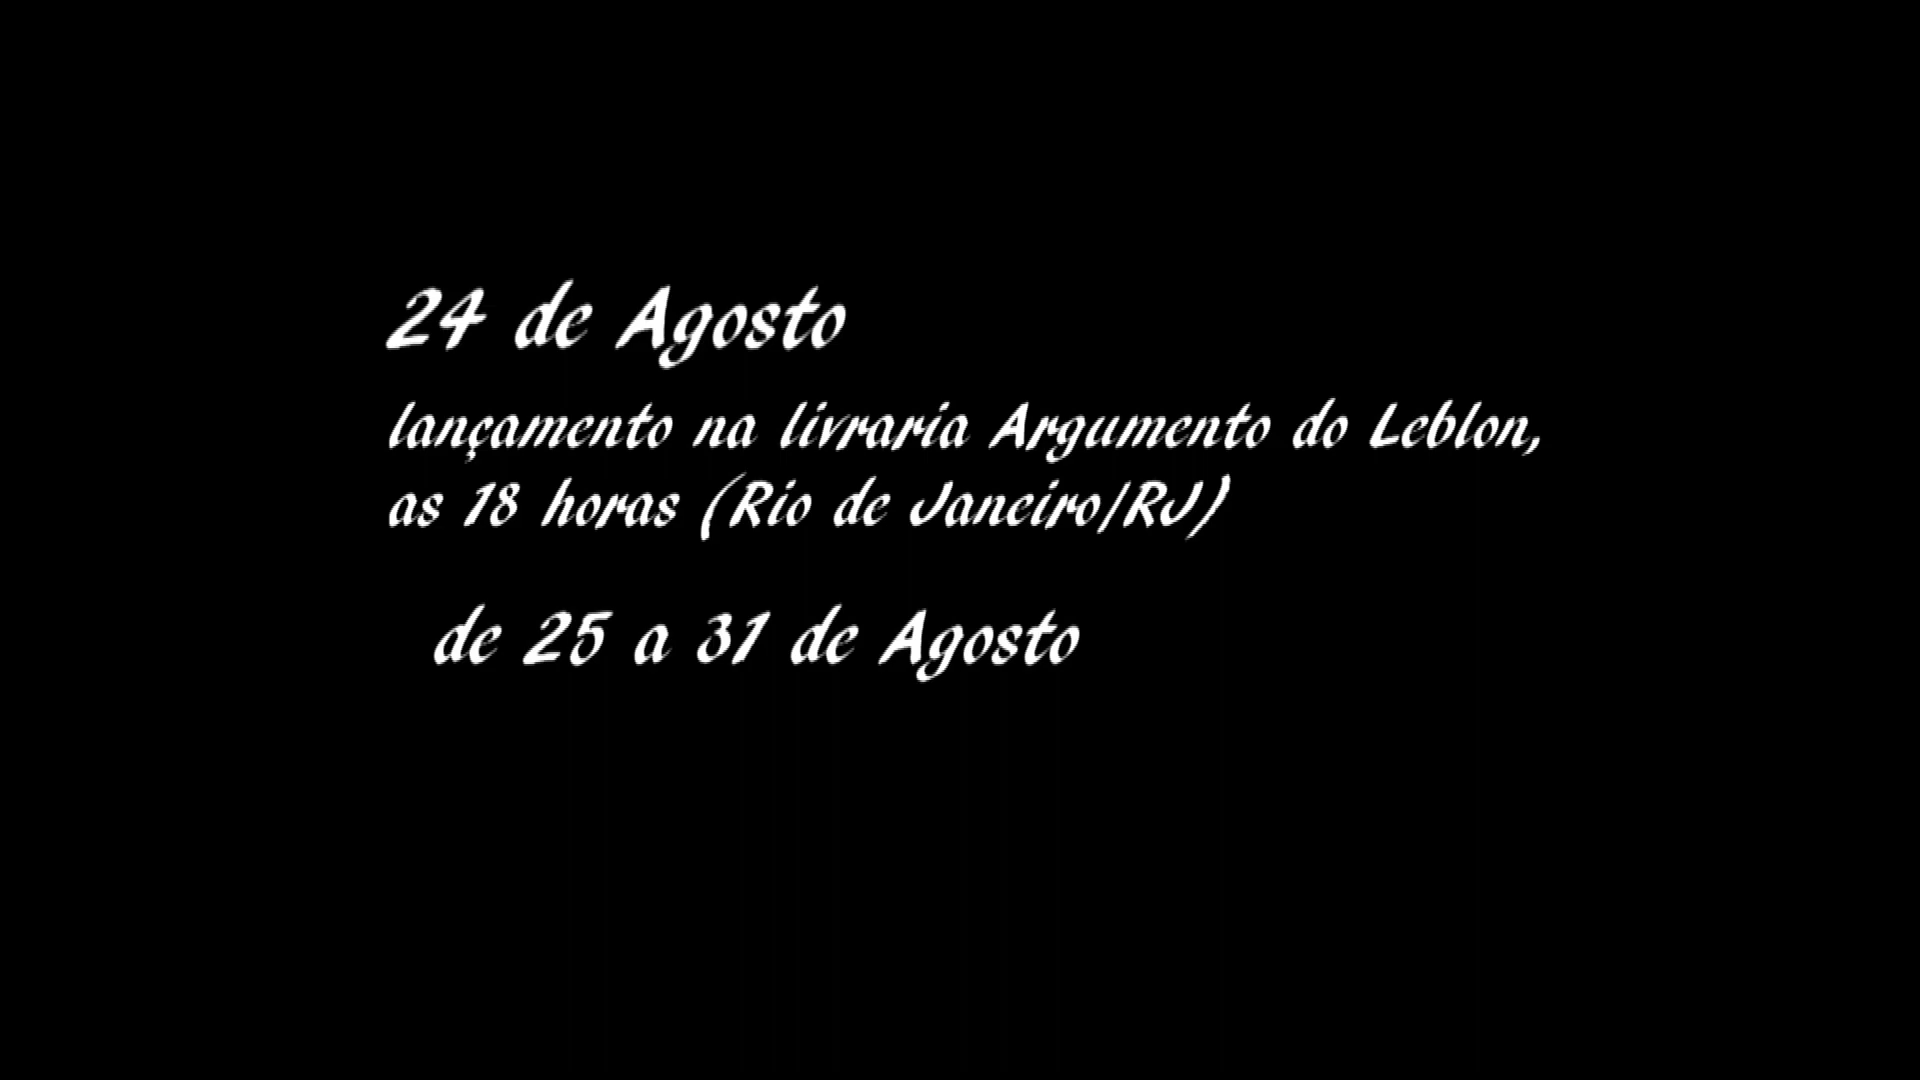 24 de Agosto
lançamento na livraria Argumento do Leblon,
as 18 horas (Rio de Janeiro/RJ)
de 25 a 31 de Agosto